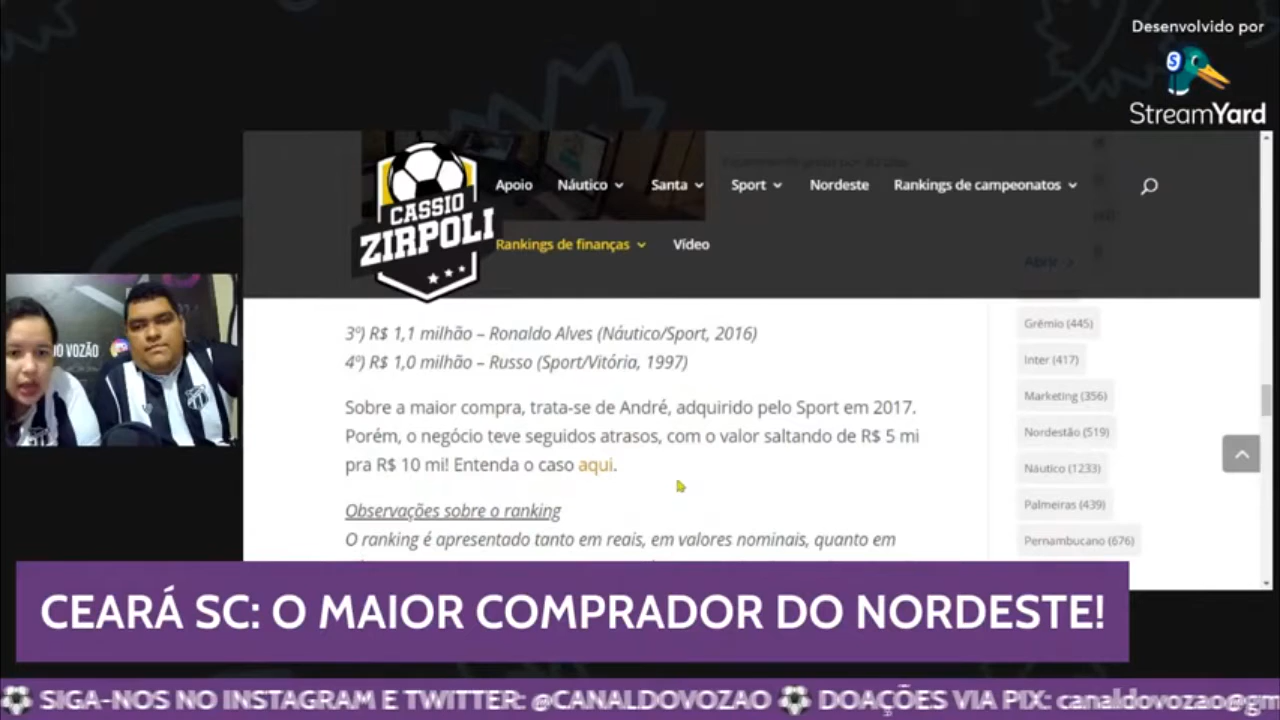 Desenvolvido por
StreamYard
CASSIO
ZIRPOLI
Apoio
Náutico
Santa
Sport
Nordeste
Rankings de campeonatos
Rankings de finanças
Vídeo
Abrir
3º) R$ 1,1 milhão – Ronaldo Alves (Náutico/Sport, 2016)
4º) R$ 1,0 milhão – Russo (Sport/Vitória, 1997)
Sobre a maior compra, trata-se de André, adquirido pelo Sport em 2017.
Porém, o negócio teve seguidos atrasos, com o valor saltando de R$ 5 mi
pra R$ 10 mi! Entenda o caso aqui.
Observações sobre o ranking
O ranking é apresentado tanto em reais, em valores nominais, quanto em
Grêmio (445)
Inter (417)
Marketing (356)
Nordestão (519)
Náutico (1233)
Palmeiras (439)
Pernambucano (676)
DO VOZÃO
CEARÁ SC: O MAIOR COMPRADOR DO NORDESTE!
SIGA-NOS NO INSTAGRAM E TWITTER: @CANALDOVOZAO DOAÇÕES VIA PIX: canaldovozao@gm